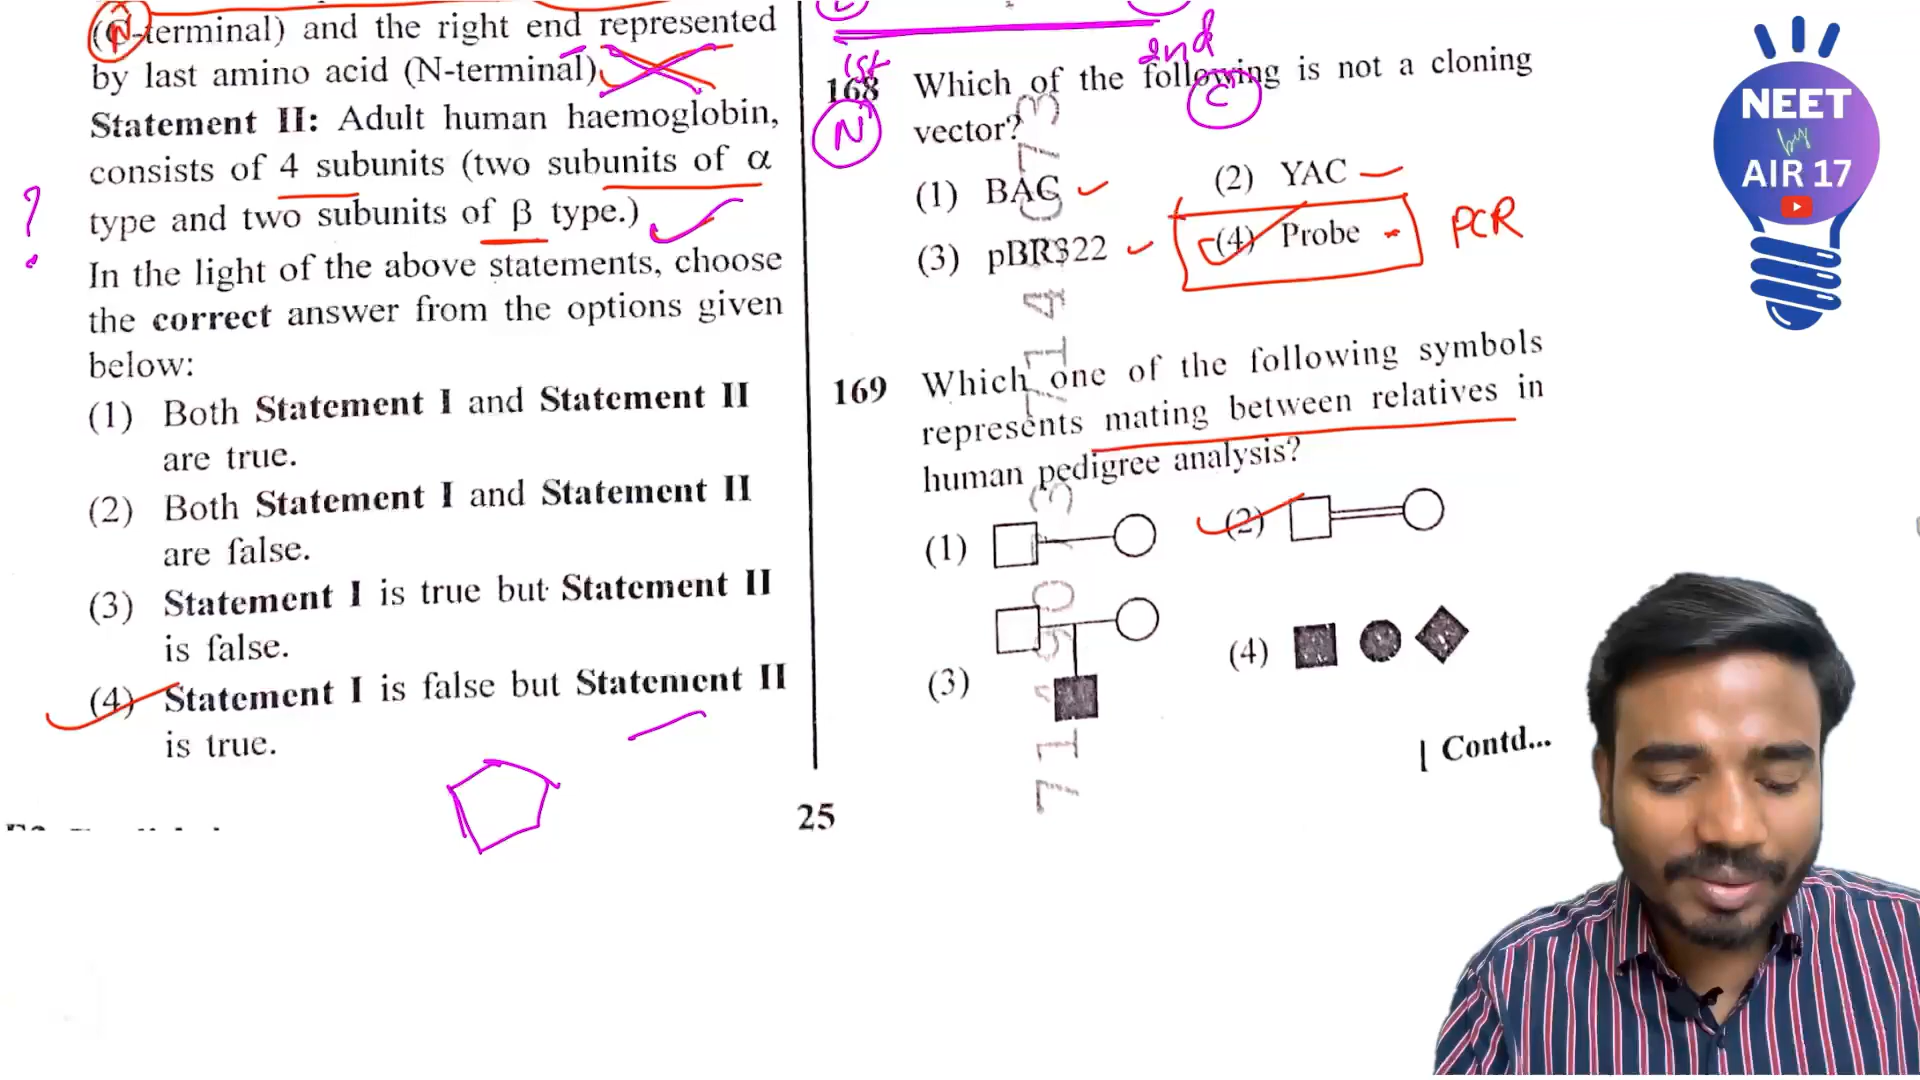 (C-terminal) and the right end represented
by last amino acid (N-terminal).
Statement II: Adult human haemoglobin,
consists of 4 subunits (two subunits of α
type and two subunits of β type.)
In the light of the above statements, choose
the correct answer from the options given
below:
(1) Both Statement I and Statement II
are true.
(2) Both Statement I and Statement II
are false.
(3) Statement I is true but Statement II
is false.
(4) Statement I is false but Statement II
is true.
?
1st
N
2nd
C
168 Which of the following is not a cloning
vector?
(1) BAC (2) YAC
(3) pBR322 (4) Probe
PCR
169 Which one of the following symbols
represents mating between relatives in
human pedigree analysis?
(1) (2)
(3) (4)
[ Contd...
25
NEET
by
AIR 17